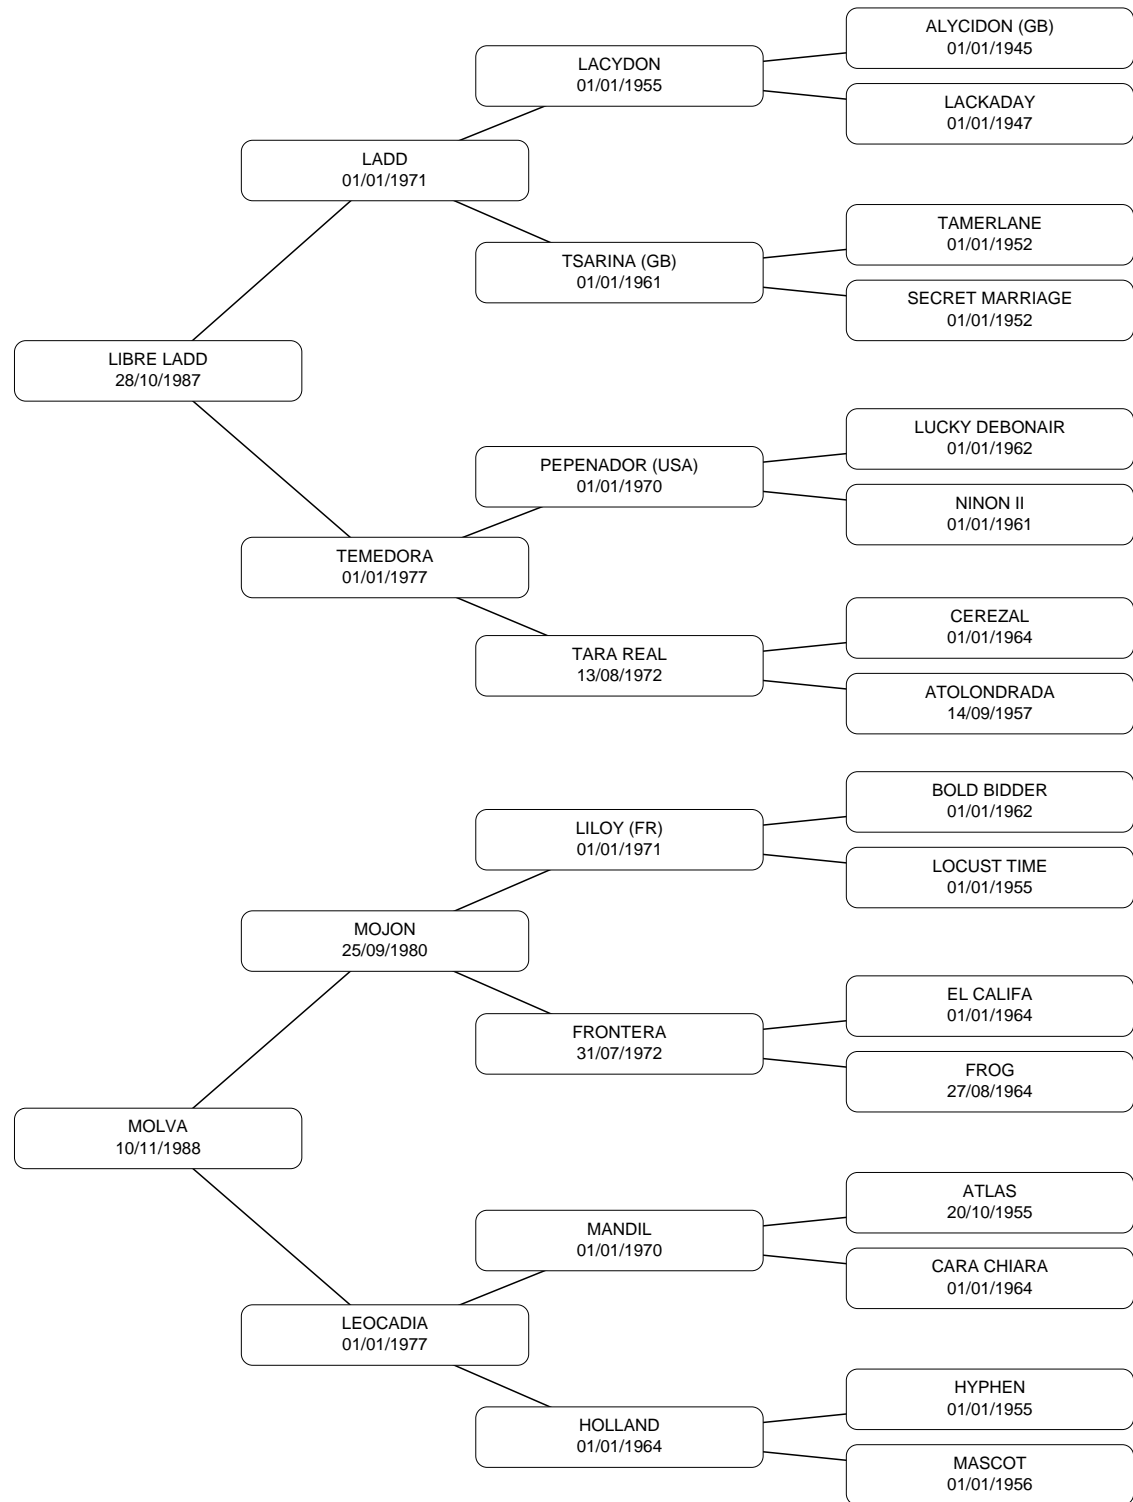 ALYCIDON (GB)
01/01/1945
LACYDON
01/01/1955
LACKADAY
01/01/1947
LADD
01/01/1971
TAMERLANE
01/01/1952
TSARINA (GB)
01/01/1961
SECRET MARRIAGE
01/01/1952
LIBRE LADD
28/10/1987
LUCKY DEBONAIR
01/01/1962
PEPENADOR (USA)
01/01/1970
NINON II
01/01/1961
TEMEDORA
01/01/1977
CEREZAL
01/01/1964
TARA REAL
13/08/1972
ATOLONDRADA
14/09/1957
BOLD BIDDER
01/01/1962
LILOY (FR)
01/01/1971
LOCUST TIME
01/01/1955
MOJON
25/09/1980
EL CALIFA
01/01/1964
FRONTERA
31/07/1972
FROG
27/08/1964
MOLVA
10/11/1988
ATLAS
20/10/1955
MANDIL
01/01/1970
CARA CHIARA
01/01/1964
LEOCADIA
01/01/1977
HYPHEN
01/01/1955
HOLLAND
01/01/1964
MASCOT
01/01/1956